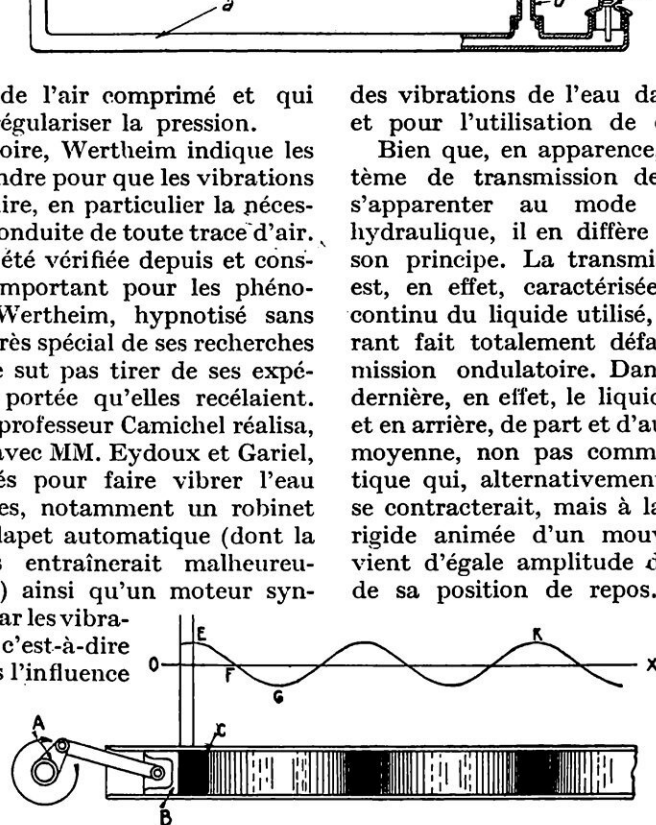 a
de l'air comprimé et qui
régulariser la pression.
oire, Wertheim indique les
ndre pour que les vibrations
ire, en particulier la néces-
onduite de toute trace d'air.
été vérifiée depuis et cons-
mportant pour les phéno-
Wertheim, hypnotisé sans
rès spécial de ses recherches
e sut pas tirer de ses expé-
portée qu'elles recélaient.
professeur Camichel réalisa,
avec MM. Eydoux et Gariel,
és pour faire vibrer l'eau
es, notamment un robinet
lapet automatique (dont la
s entraînerait malheureu-
) ainsi qu'un moteur syn-
ar les vibra-
c'est-à-dire
s l'influence
des vibrations de l'eau da
et pour l'utilisation de
Bien que, en apparence,
tème de transmission de
s'apparenter au mode
hydraulique, il en diffère
son principe. La transmi
est, en effet, caractérisée
continu du liquide utilisé,
rant fait totalement défa
mission ondulatoire. Dan
dernière, en effet, le liquid
et en arrière, de part et d'au
moyenne, non pas comm
tique qui, alternativement
se contracterait, mais à la
rigide animée d'un mouv
vient d'égale amplitude d
de sa position de repos.
E K
O F X
G
A C
B